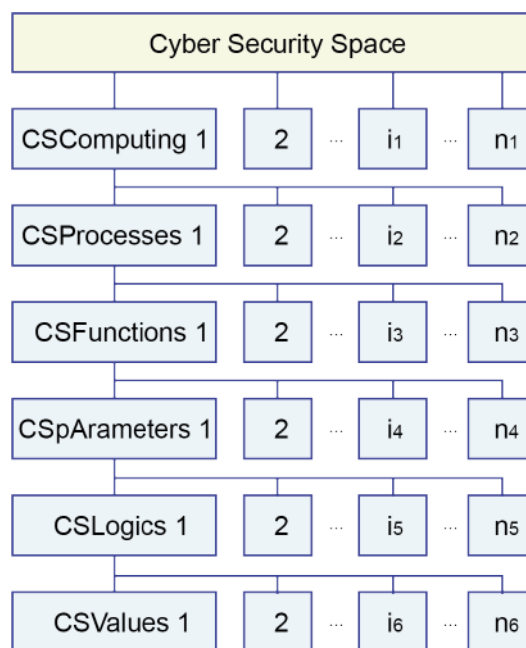 Cyber Security Space
CSComputing 1 2 ... i1 ... n1
CSProcesses 1 2 ... i2 ... n2
CSFunctions 1 2 ... i3 ... n3
CSpArameters 1 2 ... i4 ... n4
CSLogics 1 2 ... i5 ... n5
CSValues 1 2 ... i6 ... n6